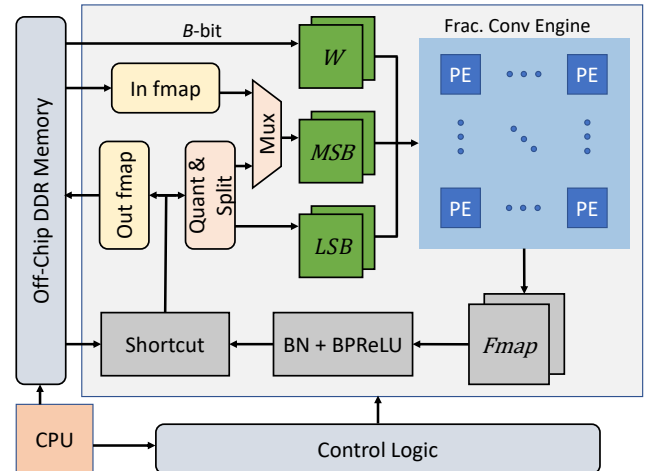 Frac. Conv Engine
B-bit
W
PE
PE
In fmap
Mux
MSB
Off-Chip DDR Memory
Out fmap
Quant &
Split
PE
PE
LSB
Shortcut
BN + BPReLU
Fmap
CPU
Control Logic